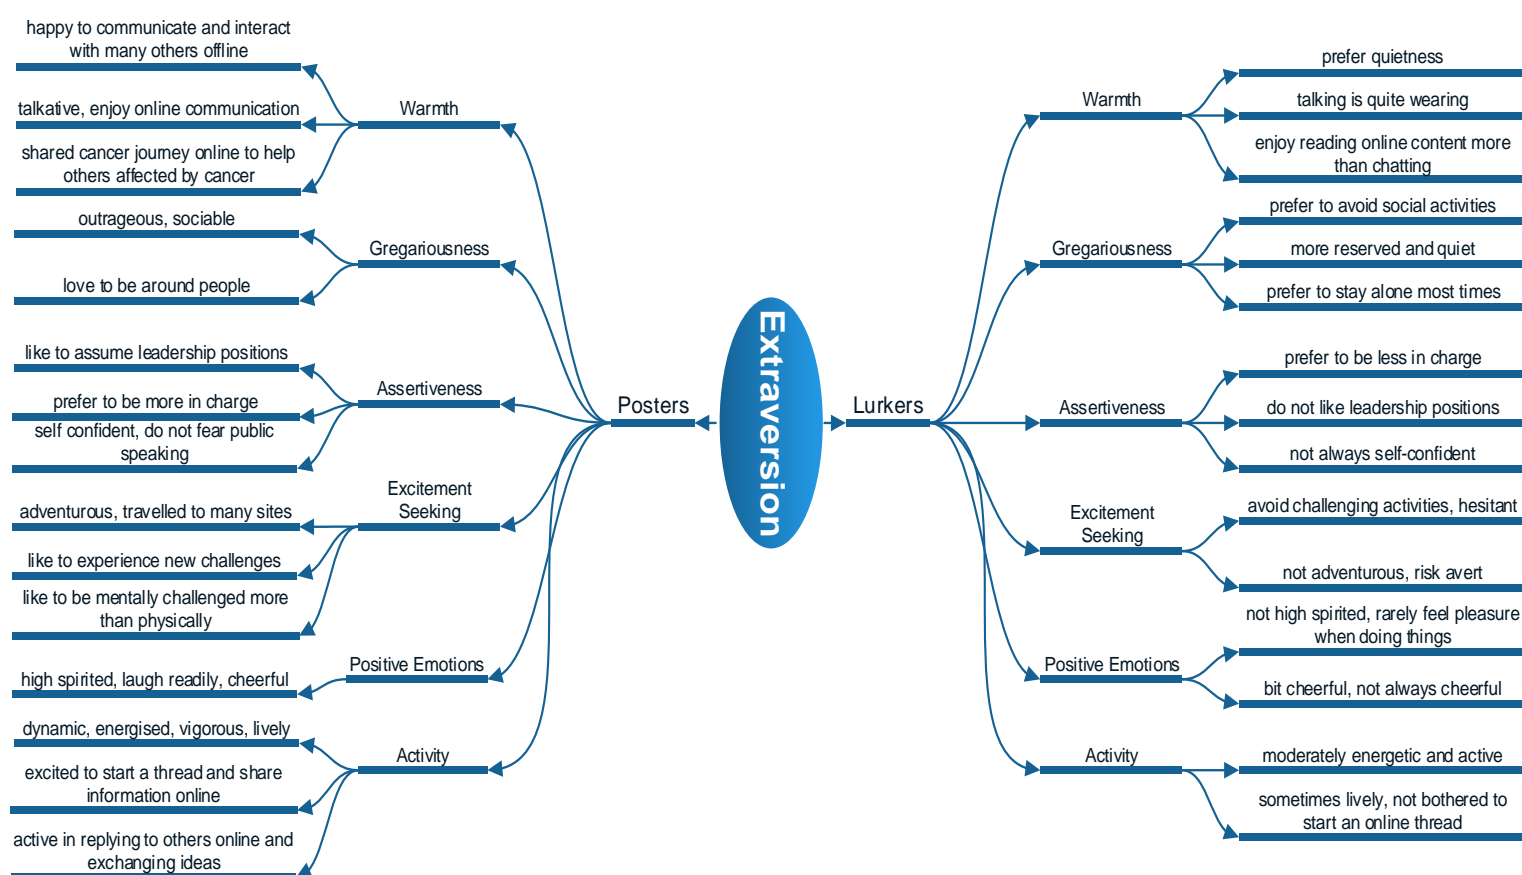 Extraversion
Posters
Warmth
happy to communicate and interact
with many others offline
talkative, enjoy online communication
shared cancer journey online to help
others affected by cancer
Gregariousness
outrageous, sociable
love to be around people
Assertiveness
like to assume leadership positions
prefer to be more in charge
self confident, do not fear public
speaking
Excitement
Seeking
adventurous, travelled to many sites
like to experience new challenges
like to be mentally challenged more
than physically
Positive Emotions
high spirited, laugh readily, cheerful
Activity
dynamic, energised, vigorous, lively
excited to start a thread and share
information online
active in replying to others online and
exchanging ideas
Lurkers
Warmth
prefer quietness
talking is quite wearing
enjoy reading online content more
than chatting
Gregariousness
prefer to avoid social activities
more reserved and quiet
prefer to stay alone most times
Assertiveness
prefer to be less in charge
do not like leadership positions
not always self-confident
Excitement
Seeking
avoid challenging activities, hesitant
not adventurous, risk avert
Positive Emotions
not high spirited, rarely feel pleasure
when doing things
bit cheerful, not always cheerful
Activity
moderately energetic and active
sometimes lively, not bothered to
start an online thread